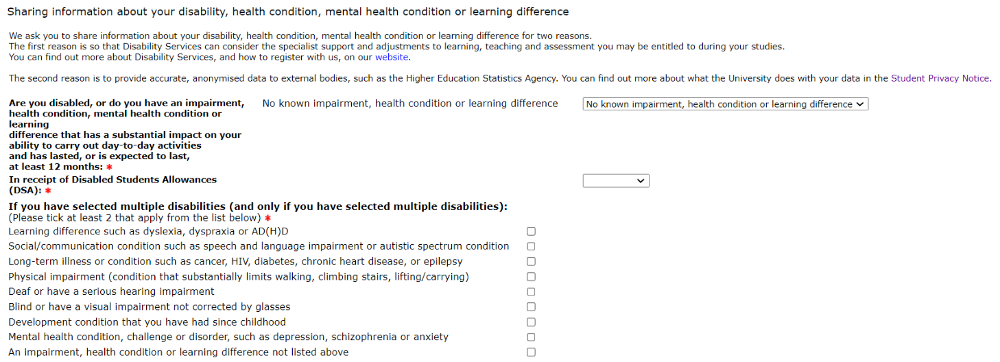 Sharing information about your disability, health condition, mental health condition or learning difference
We ask you to share information about your disability, health condition, mental health condition or learning difference for two reasons.
The first reason is so that Disability Services can consider the specialist support and adjustments to learning, teaching and assessment you may be entitled to during your studies.
You can find out more about Disability Services, and how to register with us, on our website.
The second reason is to provide accurate, anonymised data to external bodies, such as the Higher Education Statistics Agency. You can find out more about what the University does with your data in the Student Privacy Notice.
Are you disabled, or do you have an impairment,
health condition, mental health condition or
learning
difference that has a substantial impact on your
ability to carry out day-to-day activities
and has lasted, or is expected to last,
at least 12 months: *
No known impairment, health condition or learning difference
No known impairment, health condition or learning difference
In receipt of Disabled Students Allowances
(DSA): *
If you have selected multiple disabilities (and only if you have selected multiple disabilities):
(Please tick at least 2 that apply from the list below) *
Learning difference such as dyslexia, dyspraxia or AD(H)D
Social/communication condition such as speech and language impairment or autistic spectrum condition
Long-term illness or condition such as cancer, HIV, diabetes, chronic heart disease, or epilepsy
Physical impairment (condition that substantially limits walking, climbing stairs, lifting/carrying)
Deaf or have a serious hearing impairment
Blind or have a visual impairment not corrected by glasses
Development condition that you have had since childhood
Mental health condition, challenge or disorder, such as depression, schizophrenia or anxiety
An impairment, health condition or learning difference not listed above